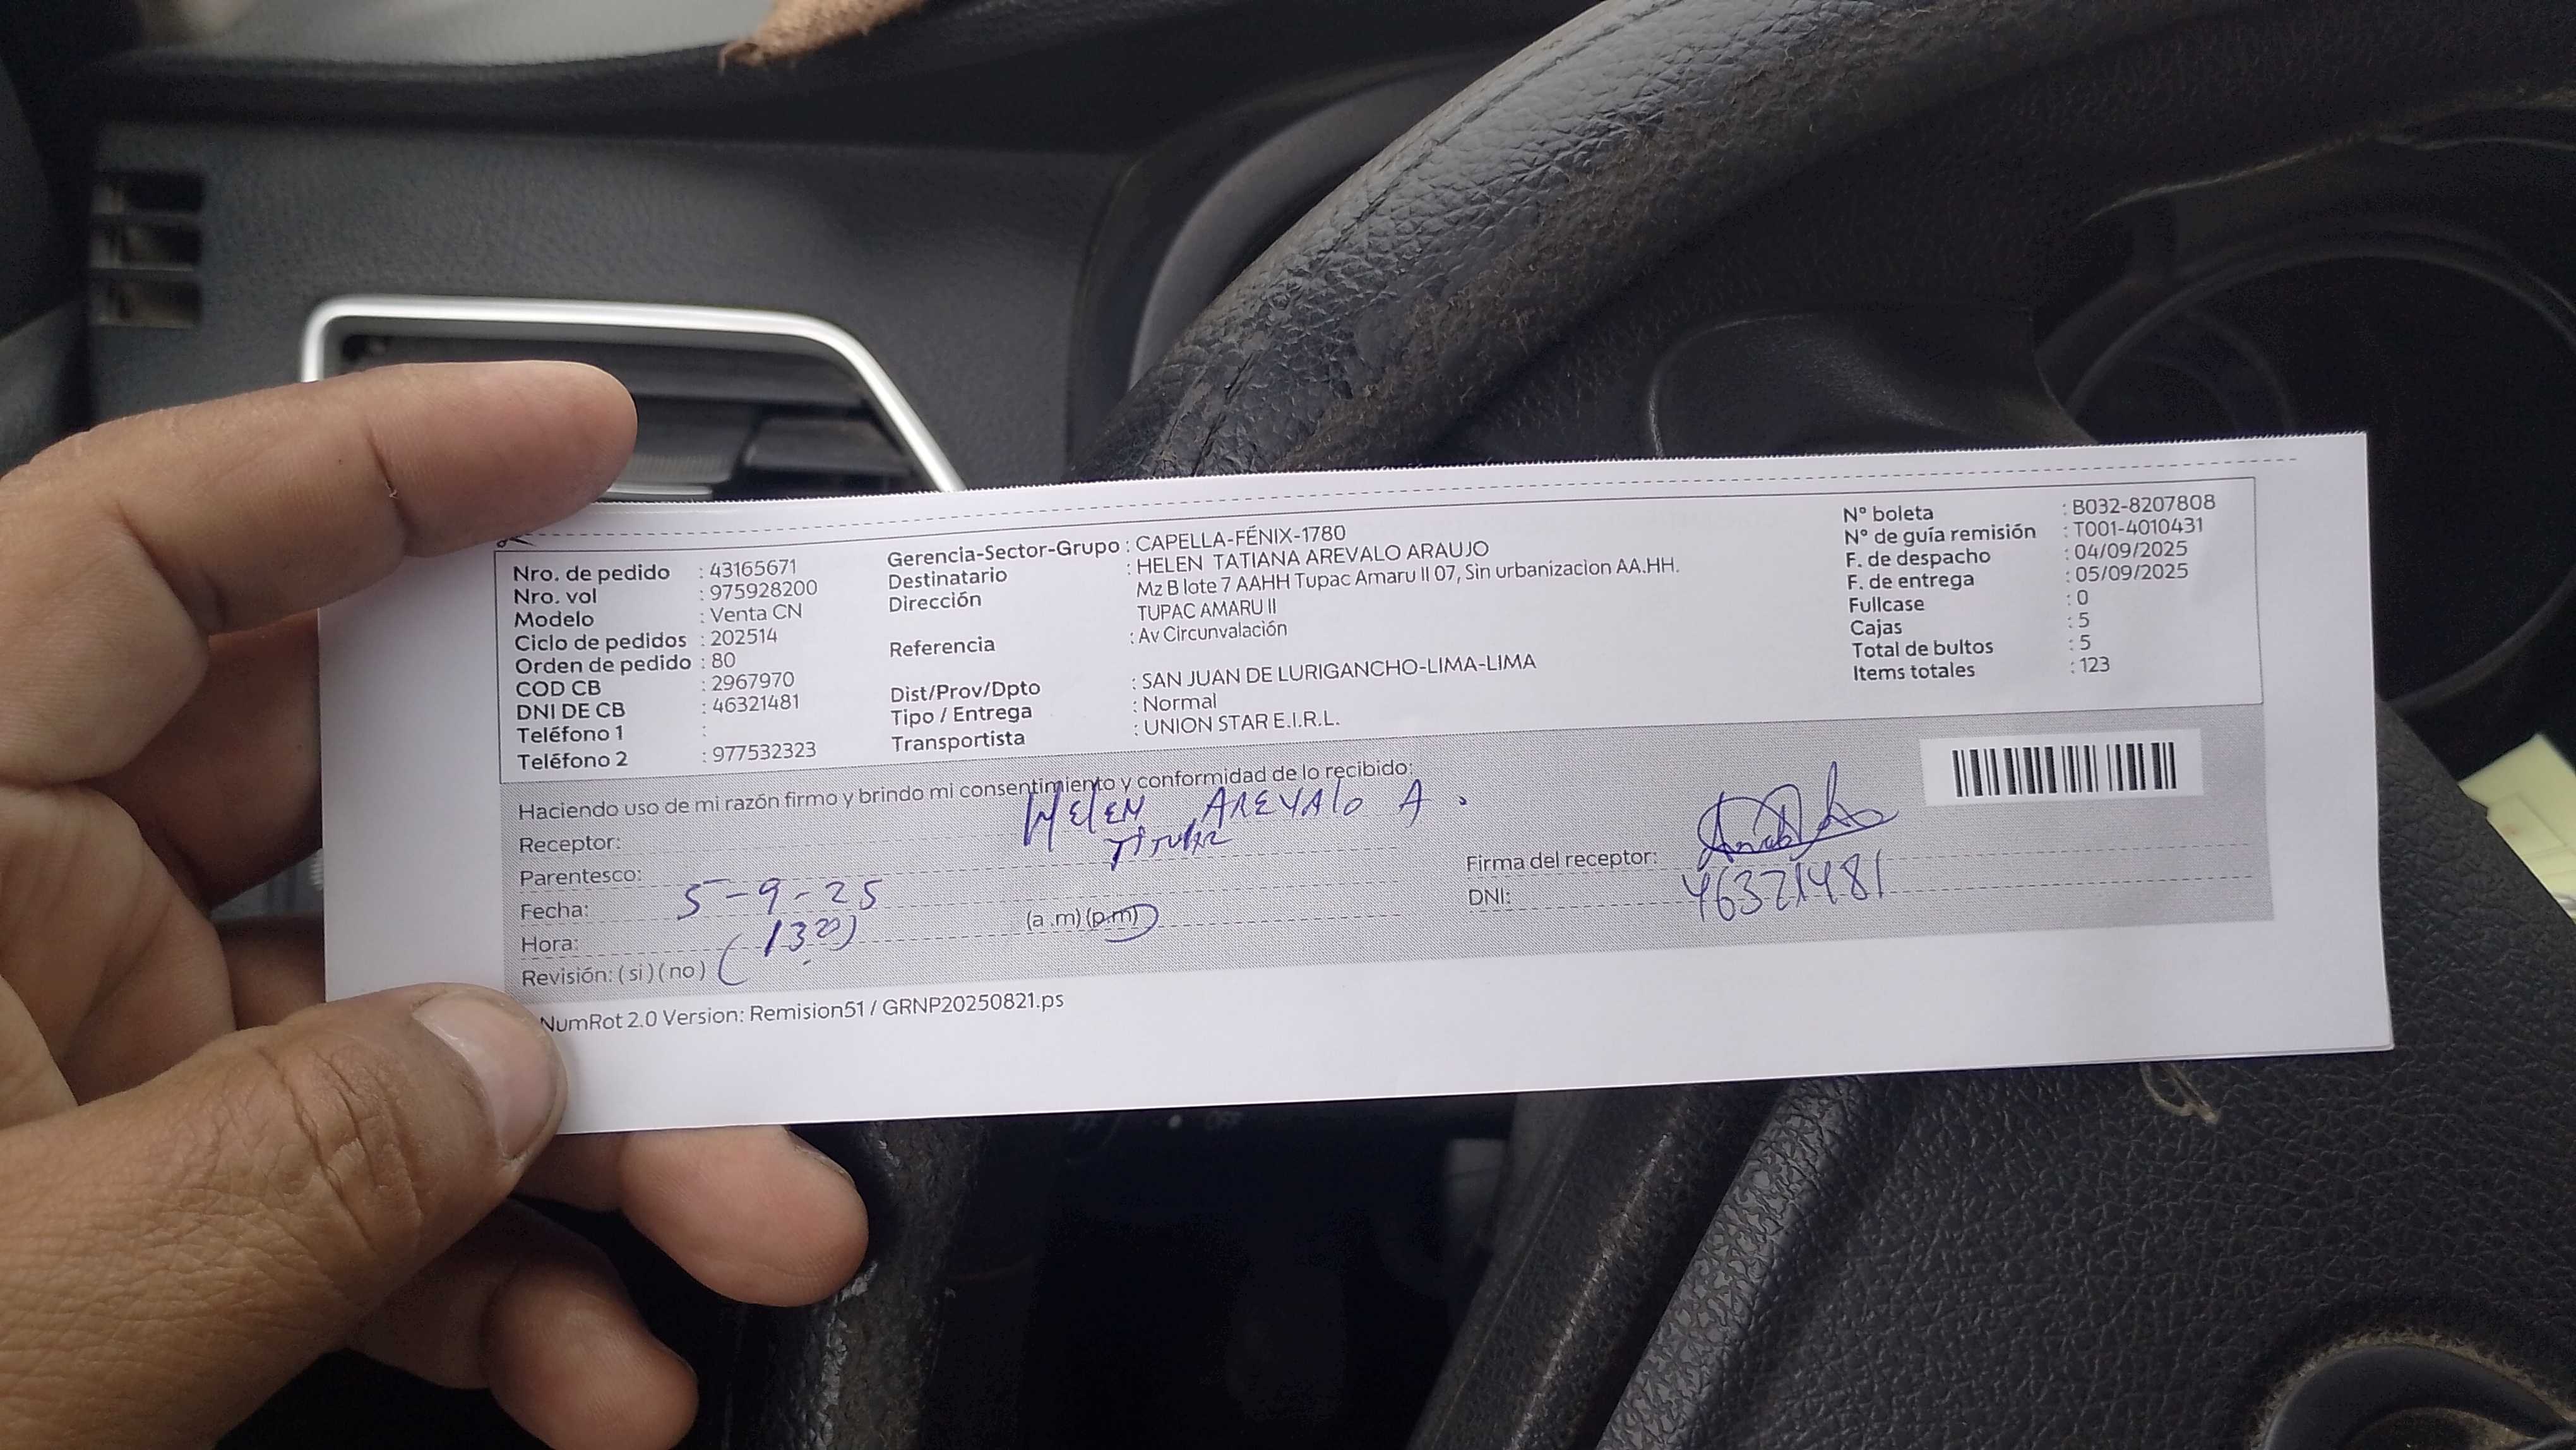 Nro. de pedido : 43165671
Nro. vol : 975928200
Modelo : Venta CN
Ciclo de pedidos : 202514
Orden de pedido : 80
COD CB : 2967970
DNI DE CB : 46321481
Teléfono 1 :
Teléfono 2 : 977532323
Gerencia-Sector-Grupo : CAPELLA-FÉNIX-1780
Destinatario : HELEN TATIANA AREVALO ARAUJO
Dirección Mz B lote 7 AAHH Tupac Amaru II 07, Sin urbanizacion AA.HH.
TUPAC AMARU II
Referencia : Av Circunvalación
Dist/Prov/Dpto : SAN JUAN DE LURIGANCHO-LIMA-LIMA
Tipo / Entrega : Normal
Transportista : UNION STAR E.I.R.L.
N° boleta : B032-8207808
N° de guía remisión : T001-4010431
F. de despacho : 04/09/2025
F. de entrega : 05/09/2025
Fullcase : 0
Cajas : 5
Total de bultos : 5
Items totales : 123
Haciendo uso de mi razón firmo y brindo mi consentimiento y conformidad de lo recibido:
Receptor: HELEN AREVALO A.
Parentesco: TITULAR
Fecha: 5-9-25
Hora: (13 20) (a.m) (p.m)
Revisión: (si) (no)
Firma del receptor:
DNI: 46321481
NumRot 2.0 Version: Remision51 / GRNP20250821.ps